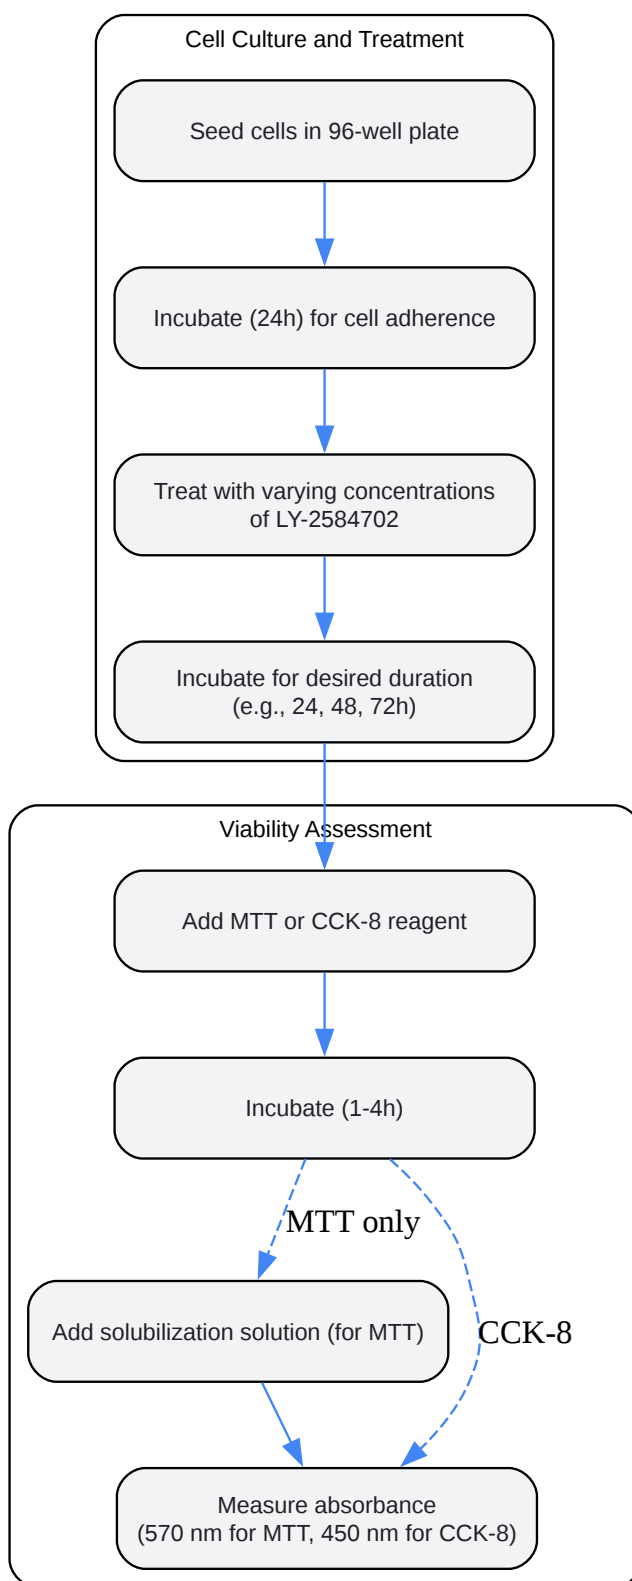 Cell Culture and Treatment
Seed cells in 96-well plate
Incubate (24h) for cell adherence
Treat with varying concentrations
of LY-2584702
Incubate for desired duration
(e.g., 24, 48, 72h)
Viability Assessment
Add MTT or CCK-8 reagent
Incubate (1-4h)
MTT only
Add solubilization solution (for MTT)
CCK-8
Measure absorbance
(570 nm for MTT, 450 nm for CCK-8)